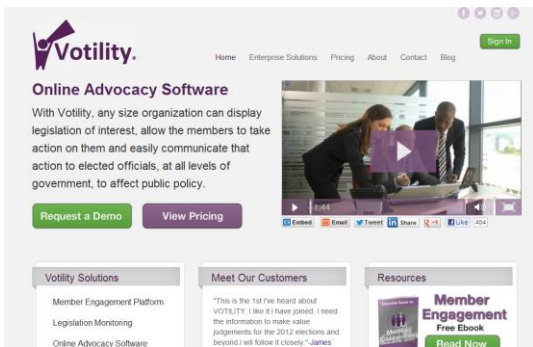 Votility.
Sign In
Home Enterprise Solutions Pricing About Contact Blog
Online Advocacy Software
With Votility, any size organization can display
legislation of interest, allow the members to take
action on them and easily communicate that
action to elected officials, at all levels of
government, to affect public policy.
Request a Demo View Pricing
1:44
Embed Email Tweet Share +1 Like 404
Votility Solutions
Member Engagement Platform
Legislation Monitoring
Online Advocacy Software
Meet Our Customers
"This is the 1st I've heard about
VOTILITY. I like it I have joined. I need
the information to make value
judgements for the 2012 elections and
beyond.I will follow it closely."-James
Resources
Member
Engagement
Free Ebook
Read Now